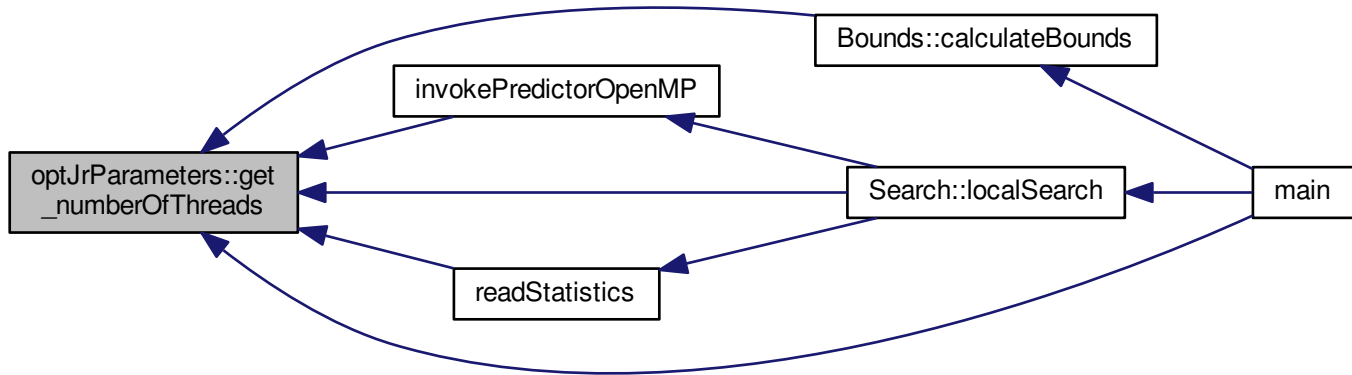 Bounds::calculateBounds
invokePredictorOpenMP
optJrParameters::get
_numberOfThreads
Search::localSearch
main
readStatistics